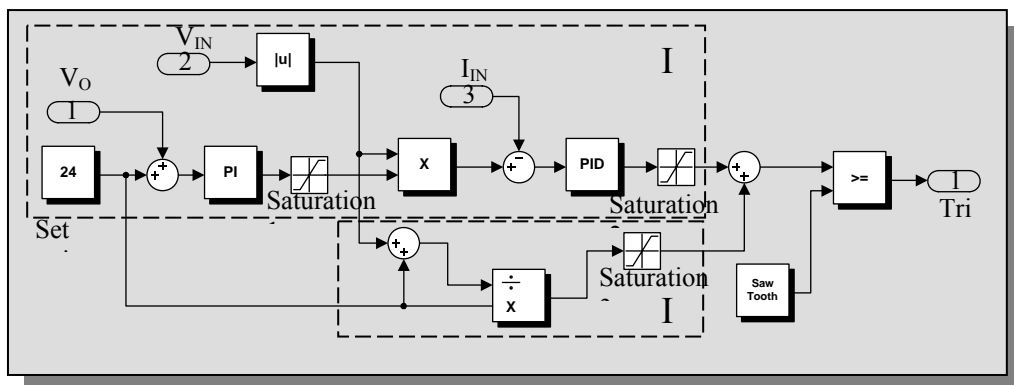 V_IN
2
|u|
I
I_IN
3
V_O
1
24
+
+
PI
Saturation
X
+
-
PID
Saturation
+
+
>=
1
Tri
Set
+
+
÷
X
Saturation
I
Saw
Tooth